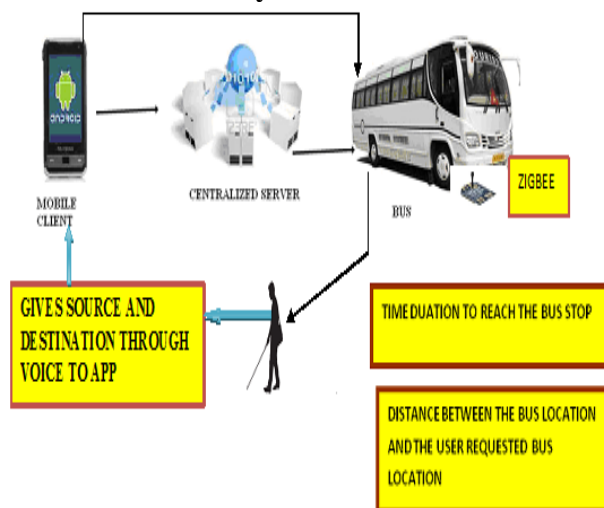 android
MOBILE
CLIENT
CENTRALIZED SERVER
BUS
ZIGBEE
GIVES SOURCE AND
DESTINATION THROUGH
VOICE TO APP
TIME DUATION TO REACH THE BUS STOP
DISTANCE BETWEEN THE BUS LOCATION
AND THE USER REQUESTED BUS
LOCATION